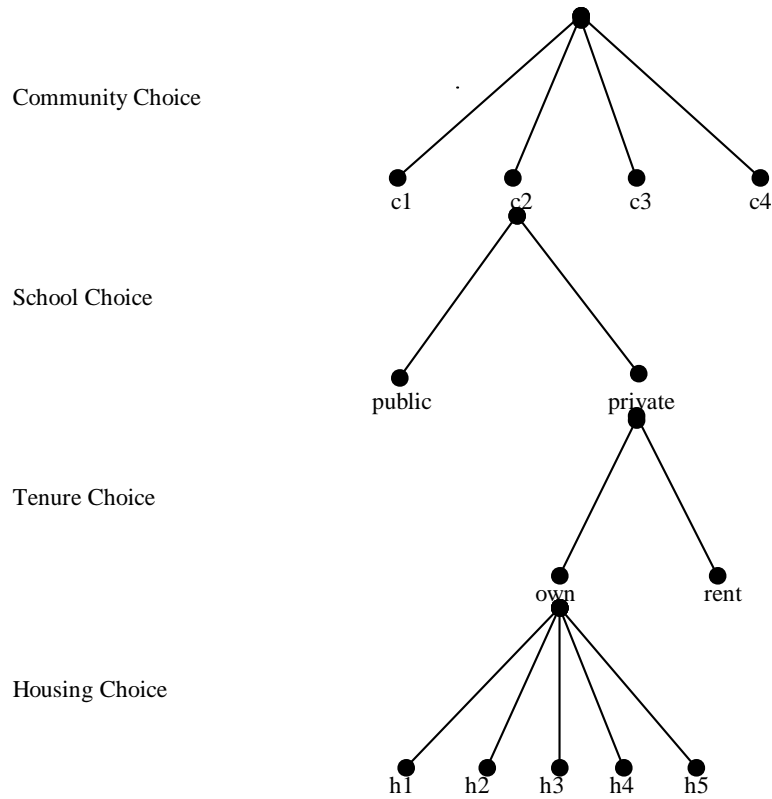 Community Choice
c1 c2 c3 c4
School Choice
public private
Tenure Choice
own rent
Housing Choice
h1 h2 h3 h4 h5